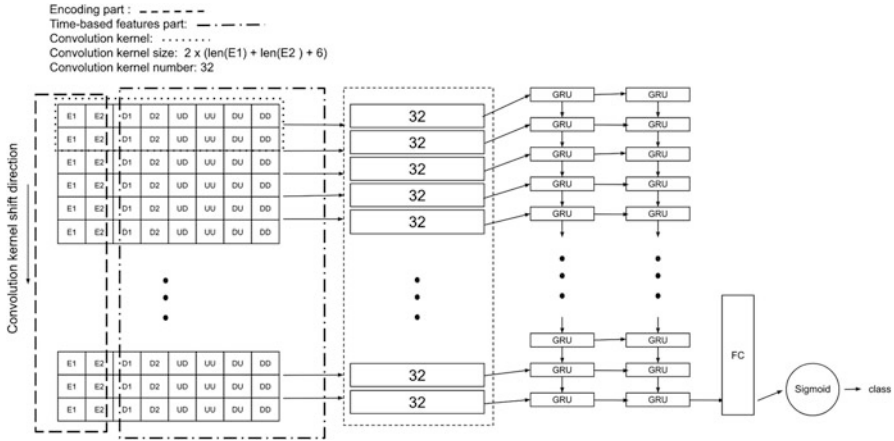 Encoding part :
Time-based features part:
Convolution kernel:
Convolution kernel size: 2 x (len(E1) + len(E2 ) + 6)
Convolution kernel number: 32
Convolution kernel shift direction
E1 E2 D1 D2 UD UU DU DD
E1 E2 D1 D2 UD UU DU DD
E1 E2 D1 D2 UD UU DU DD
E1 E2 D1 D2 UD UU DU DD
E1 E2 D1 D2 UD UU DU DD
E1 E2 D1 D2 UD UU DU DD
E1 E2 D1 D2 UD UU DU DD
E1 E2 D1 D2 UD UU DU DD
E1 E2 D1 D2 UD UU DU DD
32
32
32
32
32
32
32
GRU GRU
GRU GRU
GRU GRU
GRU GRU
GRU GRU
GRU GRU
GRU GRU
GRU GRU
FC
Sigmoid
class